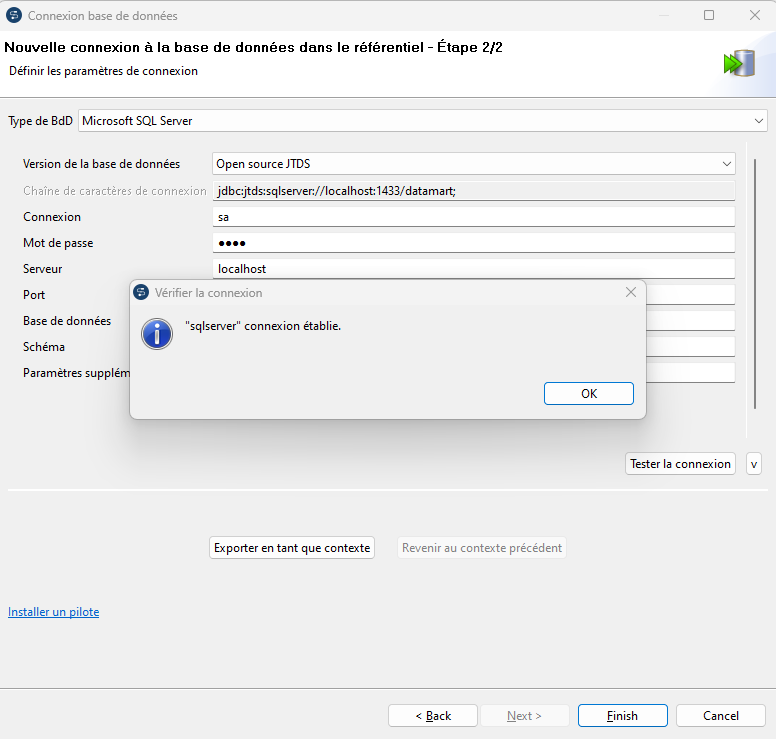 Connexion base de données
Nouvelle connexion à la base de données dans le référentiel - Étape 2/2
Définir les paramètres de connexion
Type de BdD Microsoft SQL Server
Version de la base de données Open source JTDS
Chaîne de caractères de connexion jdbc:jtds:sqlserver://localhost:1433/datamart;
Connexion sa
Mot de passe ●●●●
Serveur localhost
Port
Base de données
Schéma
Paramètres supplém
Vérifier la connexion
"sqlserver" connexion établie.
OK
Tester la connexion v
Exporter en tant que contexte Revenir au contexte précédent
Installer un pilote
< Back Next > Finish Cancel